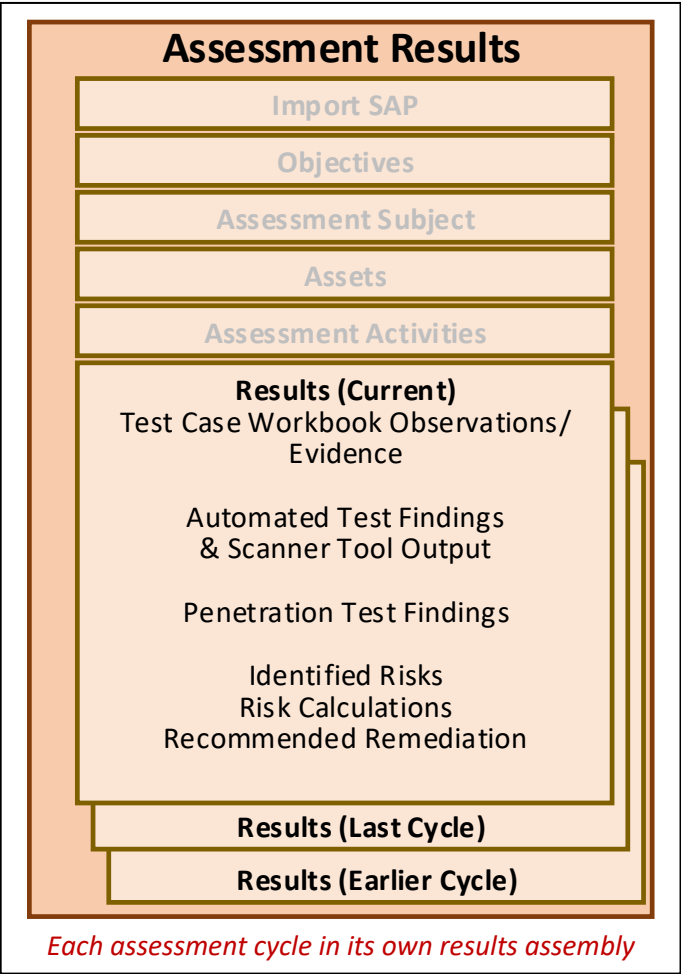 Assessment Results
Import SAP
Objectives
Assessment Subject
Assets
Assessment Activities
Results (Current)
Test Case Workbook Observations/
Evidence
Automated Test Findings
& Scanner Tool Output
Penetration Test Findings
Identified Risks
Risk Calculations
Recommended Remediation
Results (Last Cycle)
Results (Earlier Cycle)
Each assessment cycle in its own results assembly